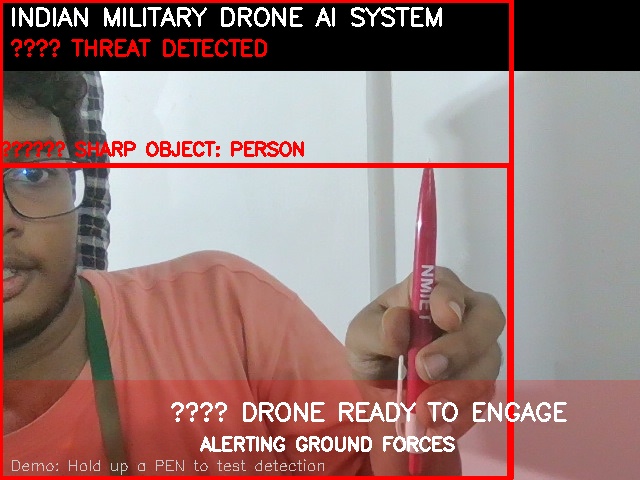 INDIAN MILITARY DRONE AI SYSTEM
???? THREAT DETECTED
?????? SHARP OBJECT: PERSON
NMIET
???? DRONE READY TO ENGAGE
ALERTING GROUND FORCES
Demo: Hold up a PEN to test detection